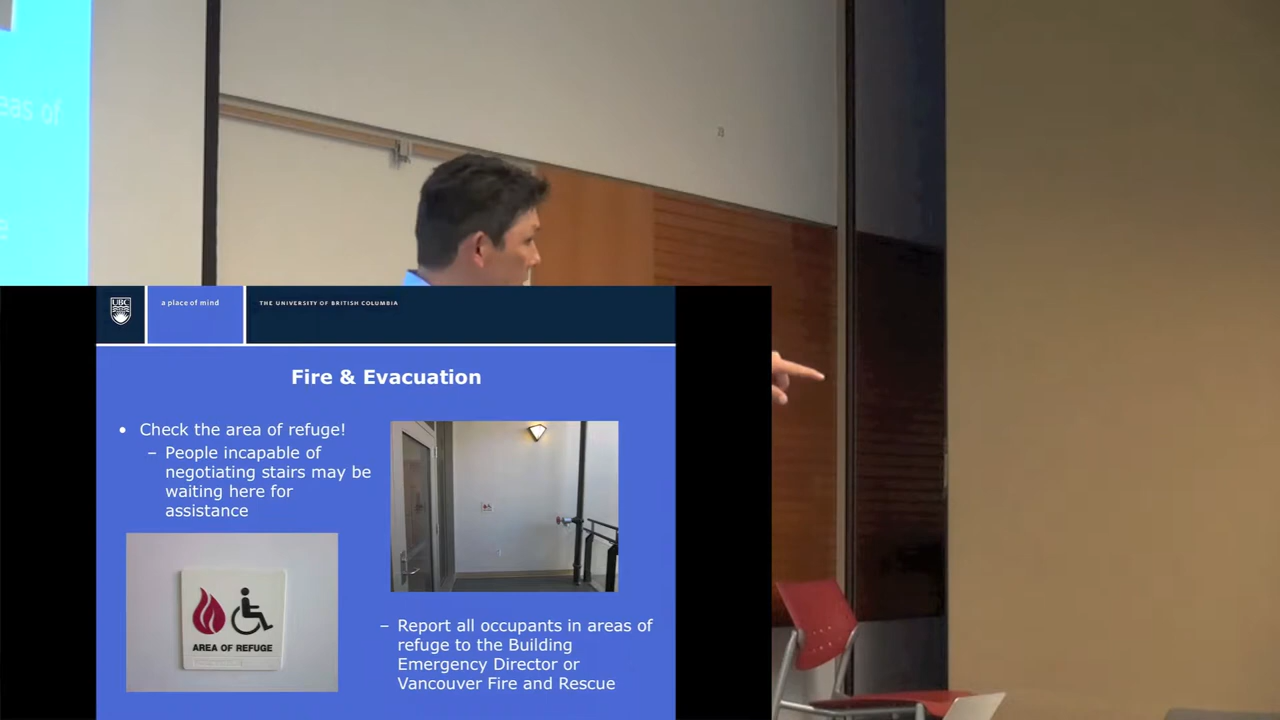 eas of
UBC
a place of mind
THE UNIVERSITY OF BRITISH COLUMBIA
Fire & Evacuation
• Check the area of refuge!
– People incapable of
negotiating stairs may be
waiting here for
assistance
AREA OF REFUGE
– Report all occupants in areas of
refuge to the Building
Emergency Director or
Vancouver Fire and Rescue